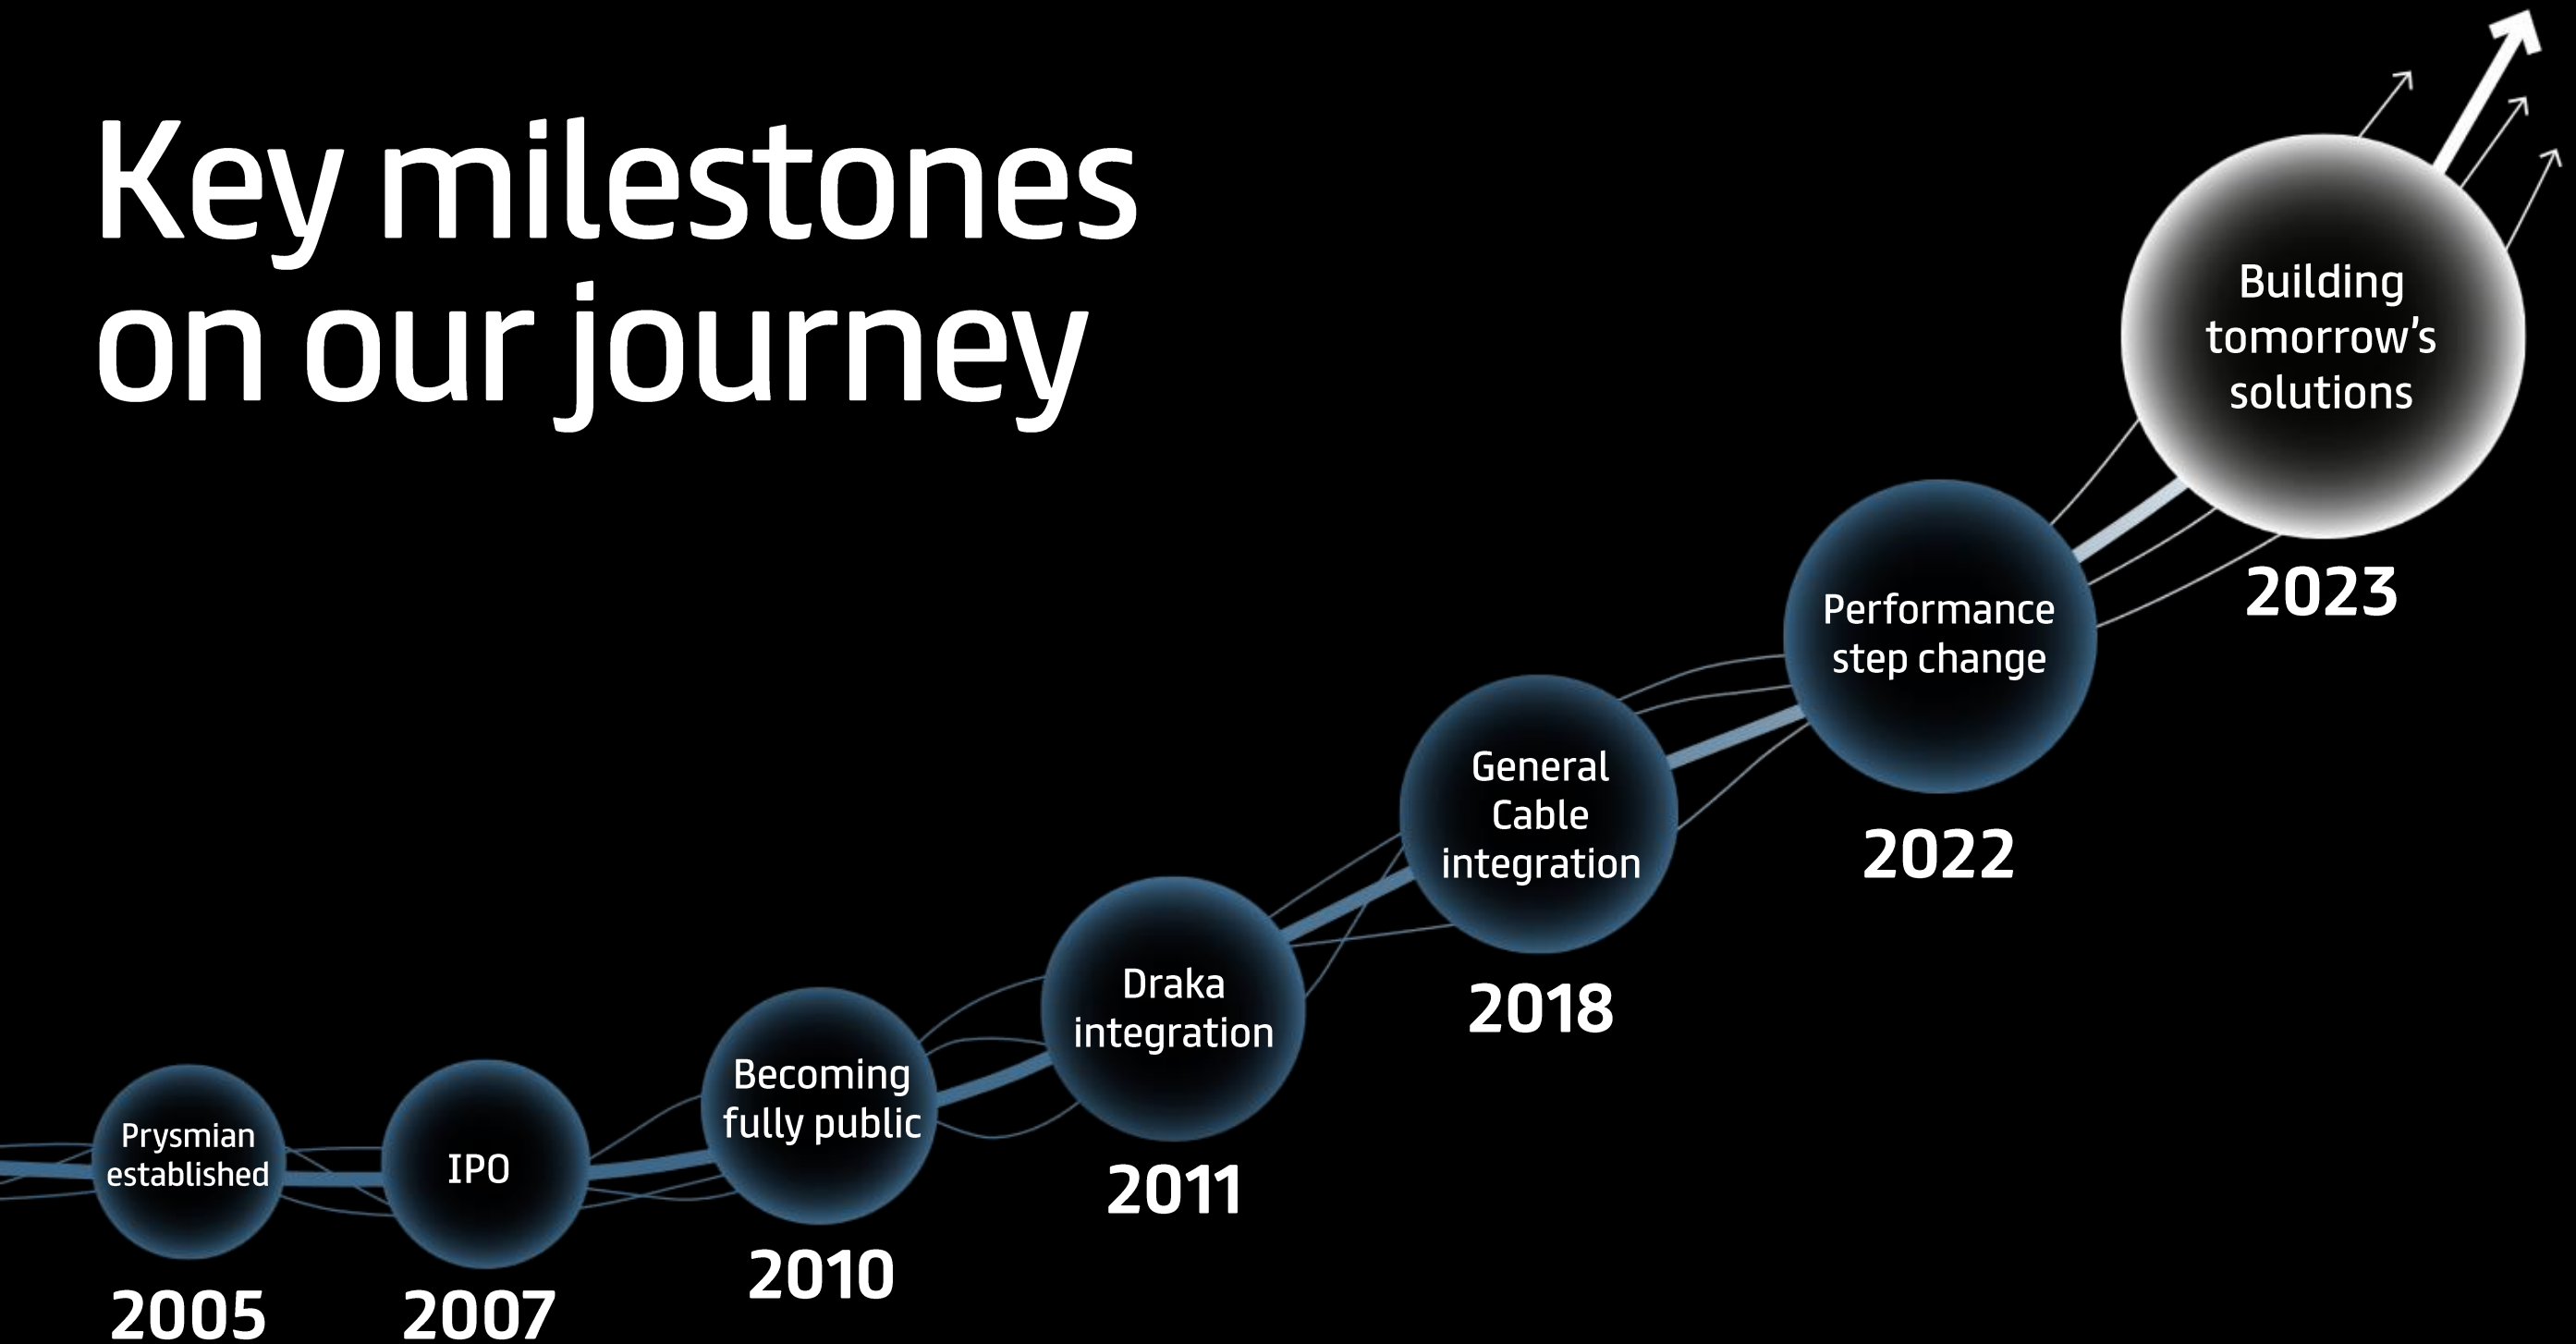 Key milestones
on our journey
Prysmian
established
2005
IPO
2007
Becoming
fully public
2010
Draka
integration
2011
General
Cable
integration
2018
Performance
step change
2022
Building
tomorrow’s
solutions
2023